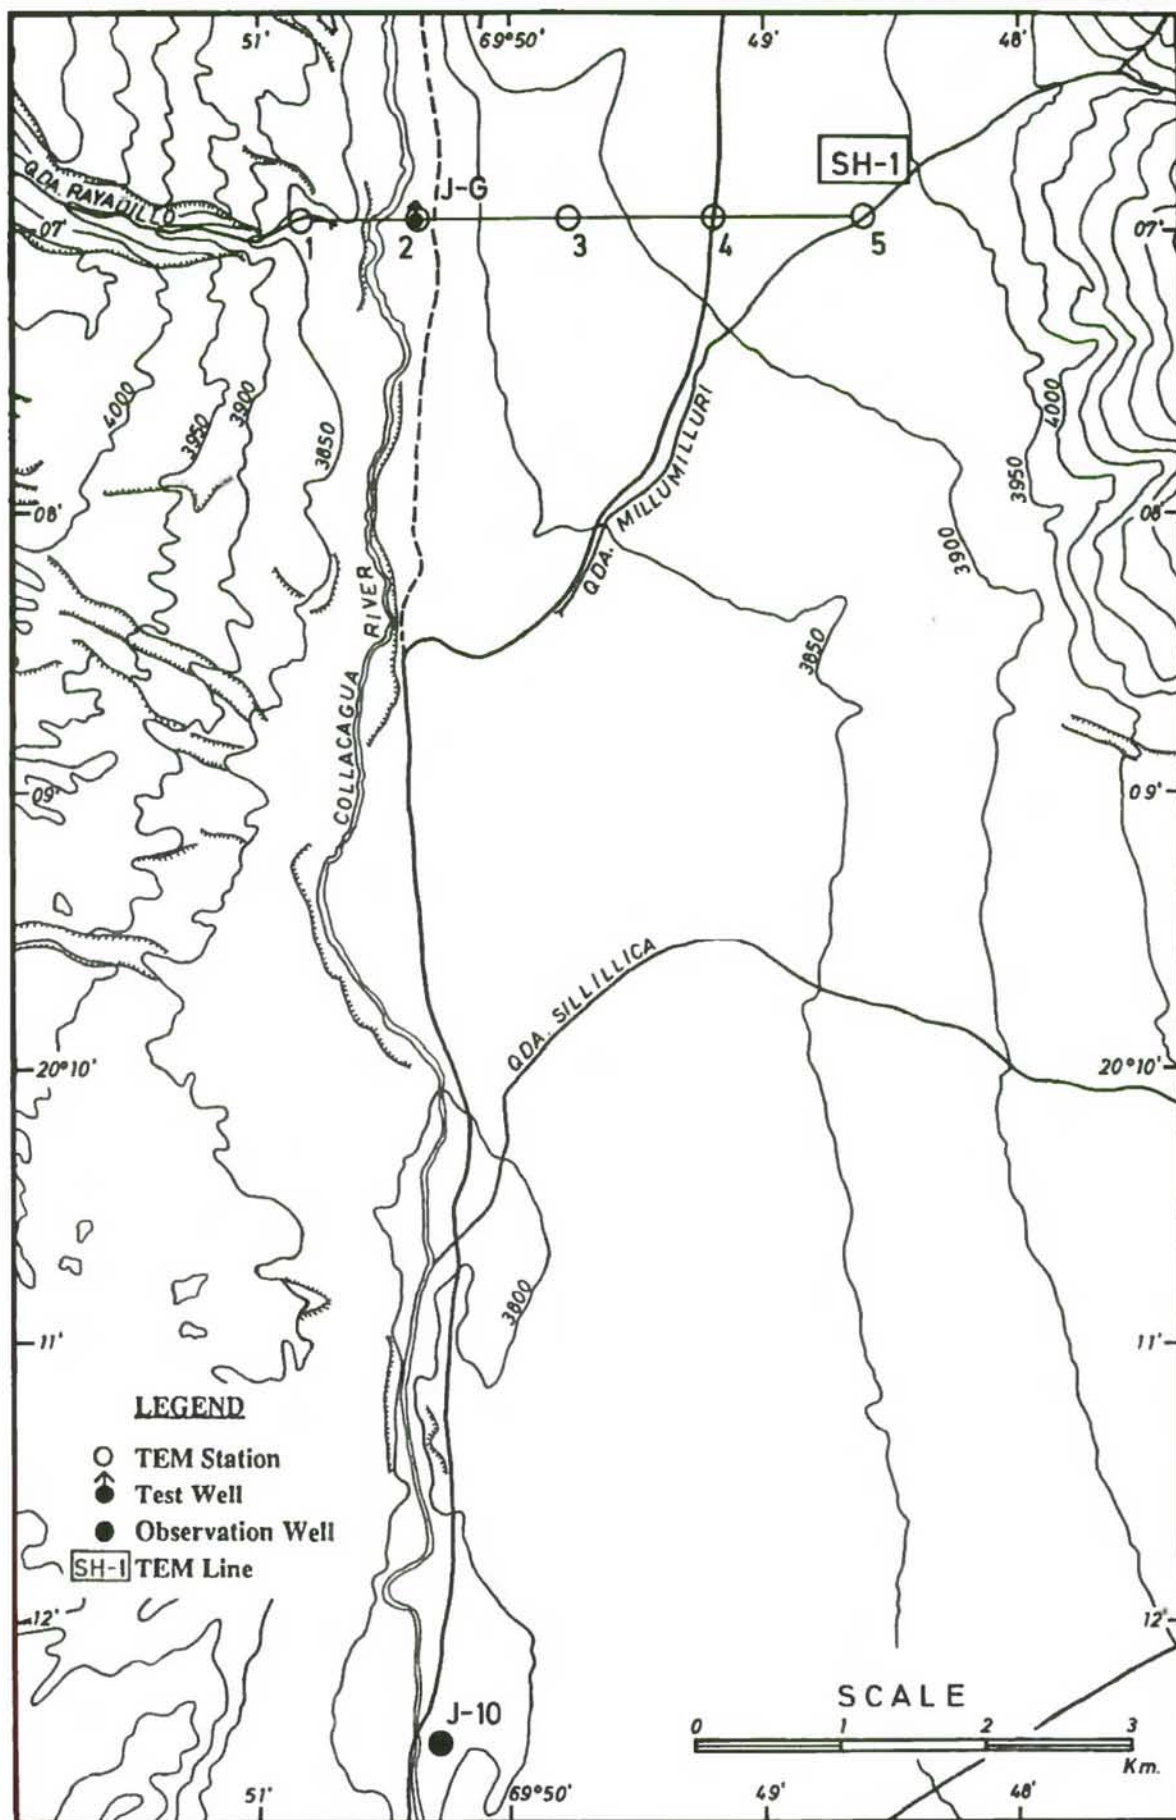 51'
69°50'
49'
48'
SH-1
QDA. RAYADILLO
J-G
07'
07'
1
2
3
4
5
4000
3950
3900
3850
4000
3950
QDA. MILLUMILLURI
08'
08'
3900
COLLACAGUA RIVER
3850
09'
09'
QDA. SILLILLICA
20°10'
20°10'
3800
11'
11'
LEGEND
TEM Station
Test Well
Observation Well
SH-1 TEM Line
12'
12'
SCALE
J-10
0 1 2 3
Km.
51'
69°50'
49'
48'